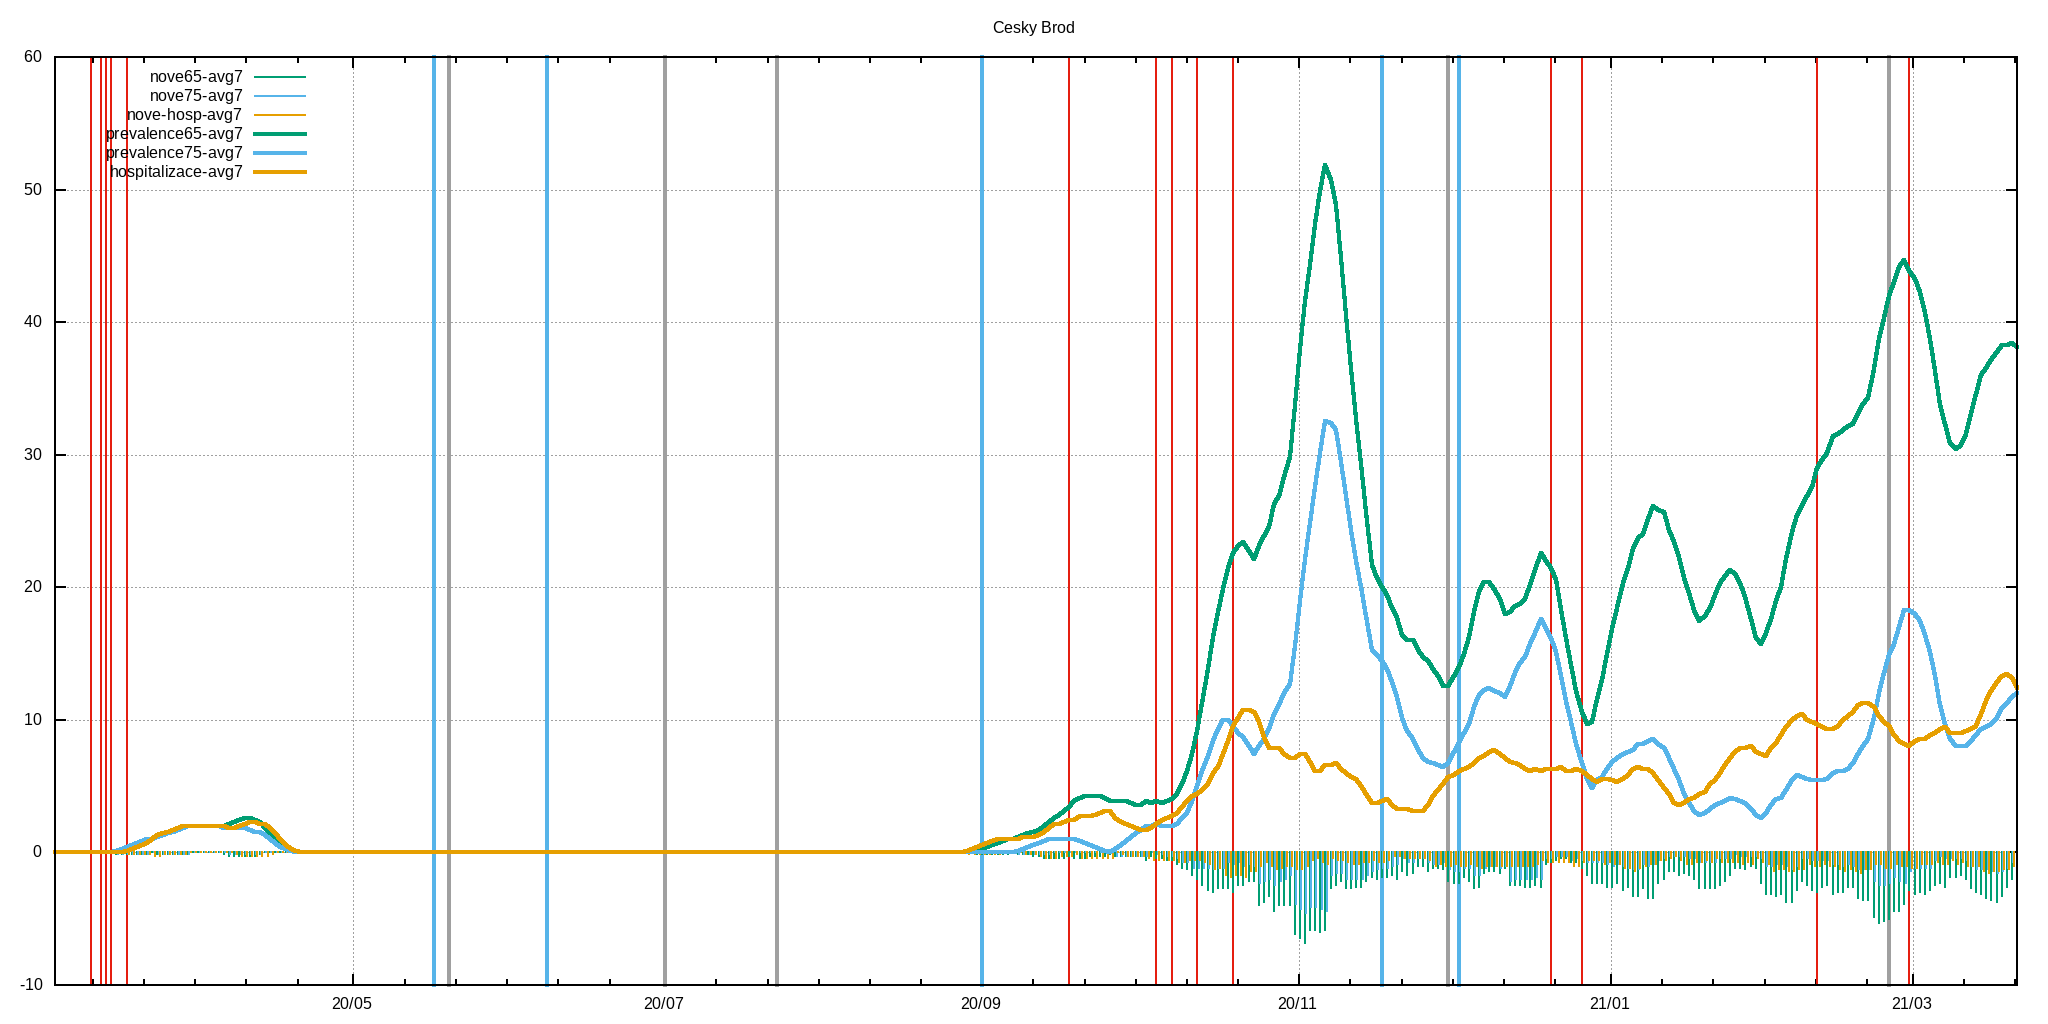 Cesky Brod
60
50
40
30
20
10
0
-10
nove65-avg7
nove75-avg7
nove-hosp-avg7
prevalence65-avg7
prevalence75-avg7
hospitalizace-avg7
20/05
20/07
20/09
20/11
21/01
21/03